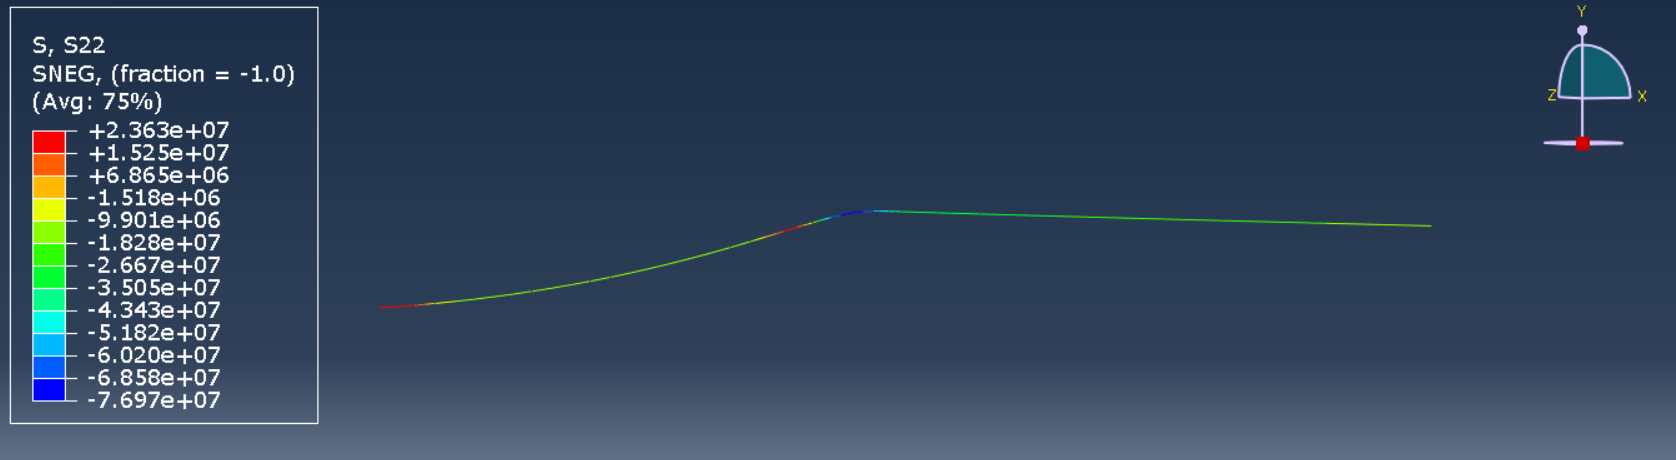 S, S22
SNEG, (fraction = -1.0)
(Avg: 75%)
+2.363e+07
+1.525e+07
+6.865e+06
-1.518e+06
-9.901e+06
-1.828e+07
-2.667e+07
-3.505e+07
-4.343e+07
-5.182e+07
-6.020e+07
-6.858e+07
-7.697e+07
Y
Z
X